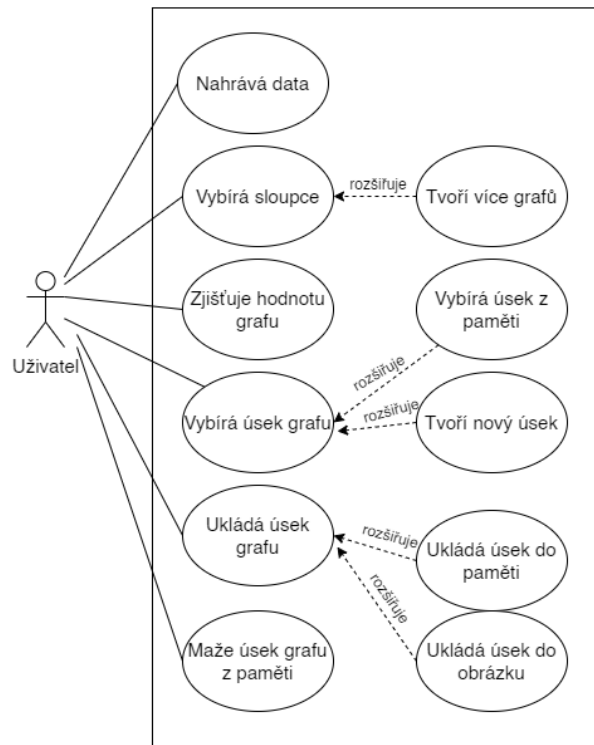 Nahrává data
Vybírá sloupce
rozšiřuje
Tvoří více grafů
Zjišťuje hodnotu
grafu
Vybírá úsek z
paměti
Uživatel
rozšiřuje
Vybírá úsek grafu
rozšiřuje
Tvoří nový úsek
Ukládá úsek
grafu
rozšiřuje
Ukládá úsek do
paměti
rozšiřuje
Maže úsek grafu
z paměti
Ukládá úsek do
obrázku